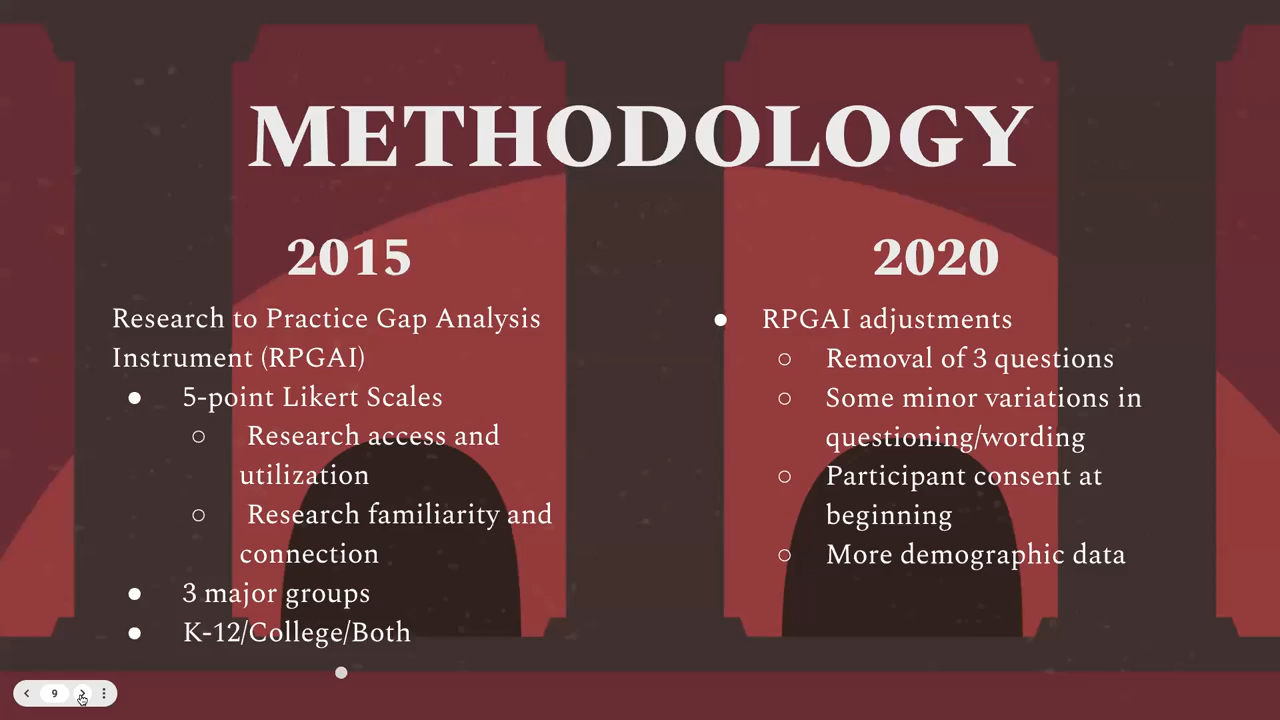 METHODOLOGY
2015
Research to Practice Gap Analysis
Instrument (RPGAI)
● 5-point Likert Scales
○ Research access and
utilization
○ Research familiarity and
connection
● 3 major groups
● K-12/College/Both
2020
● RPGAI adjustments
○ Removal of 3 questions
○ Some minor variations in
questioning/wording
○ Participant consent at
beginning
○ More demographic data
9